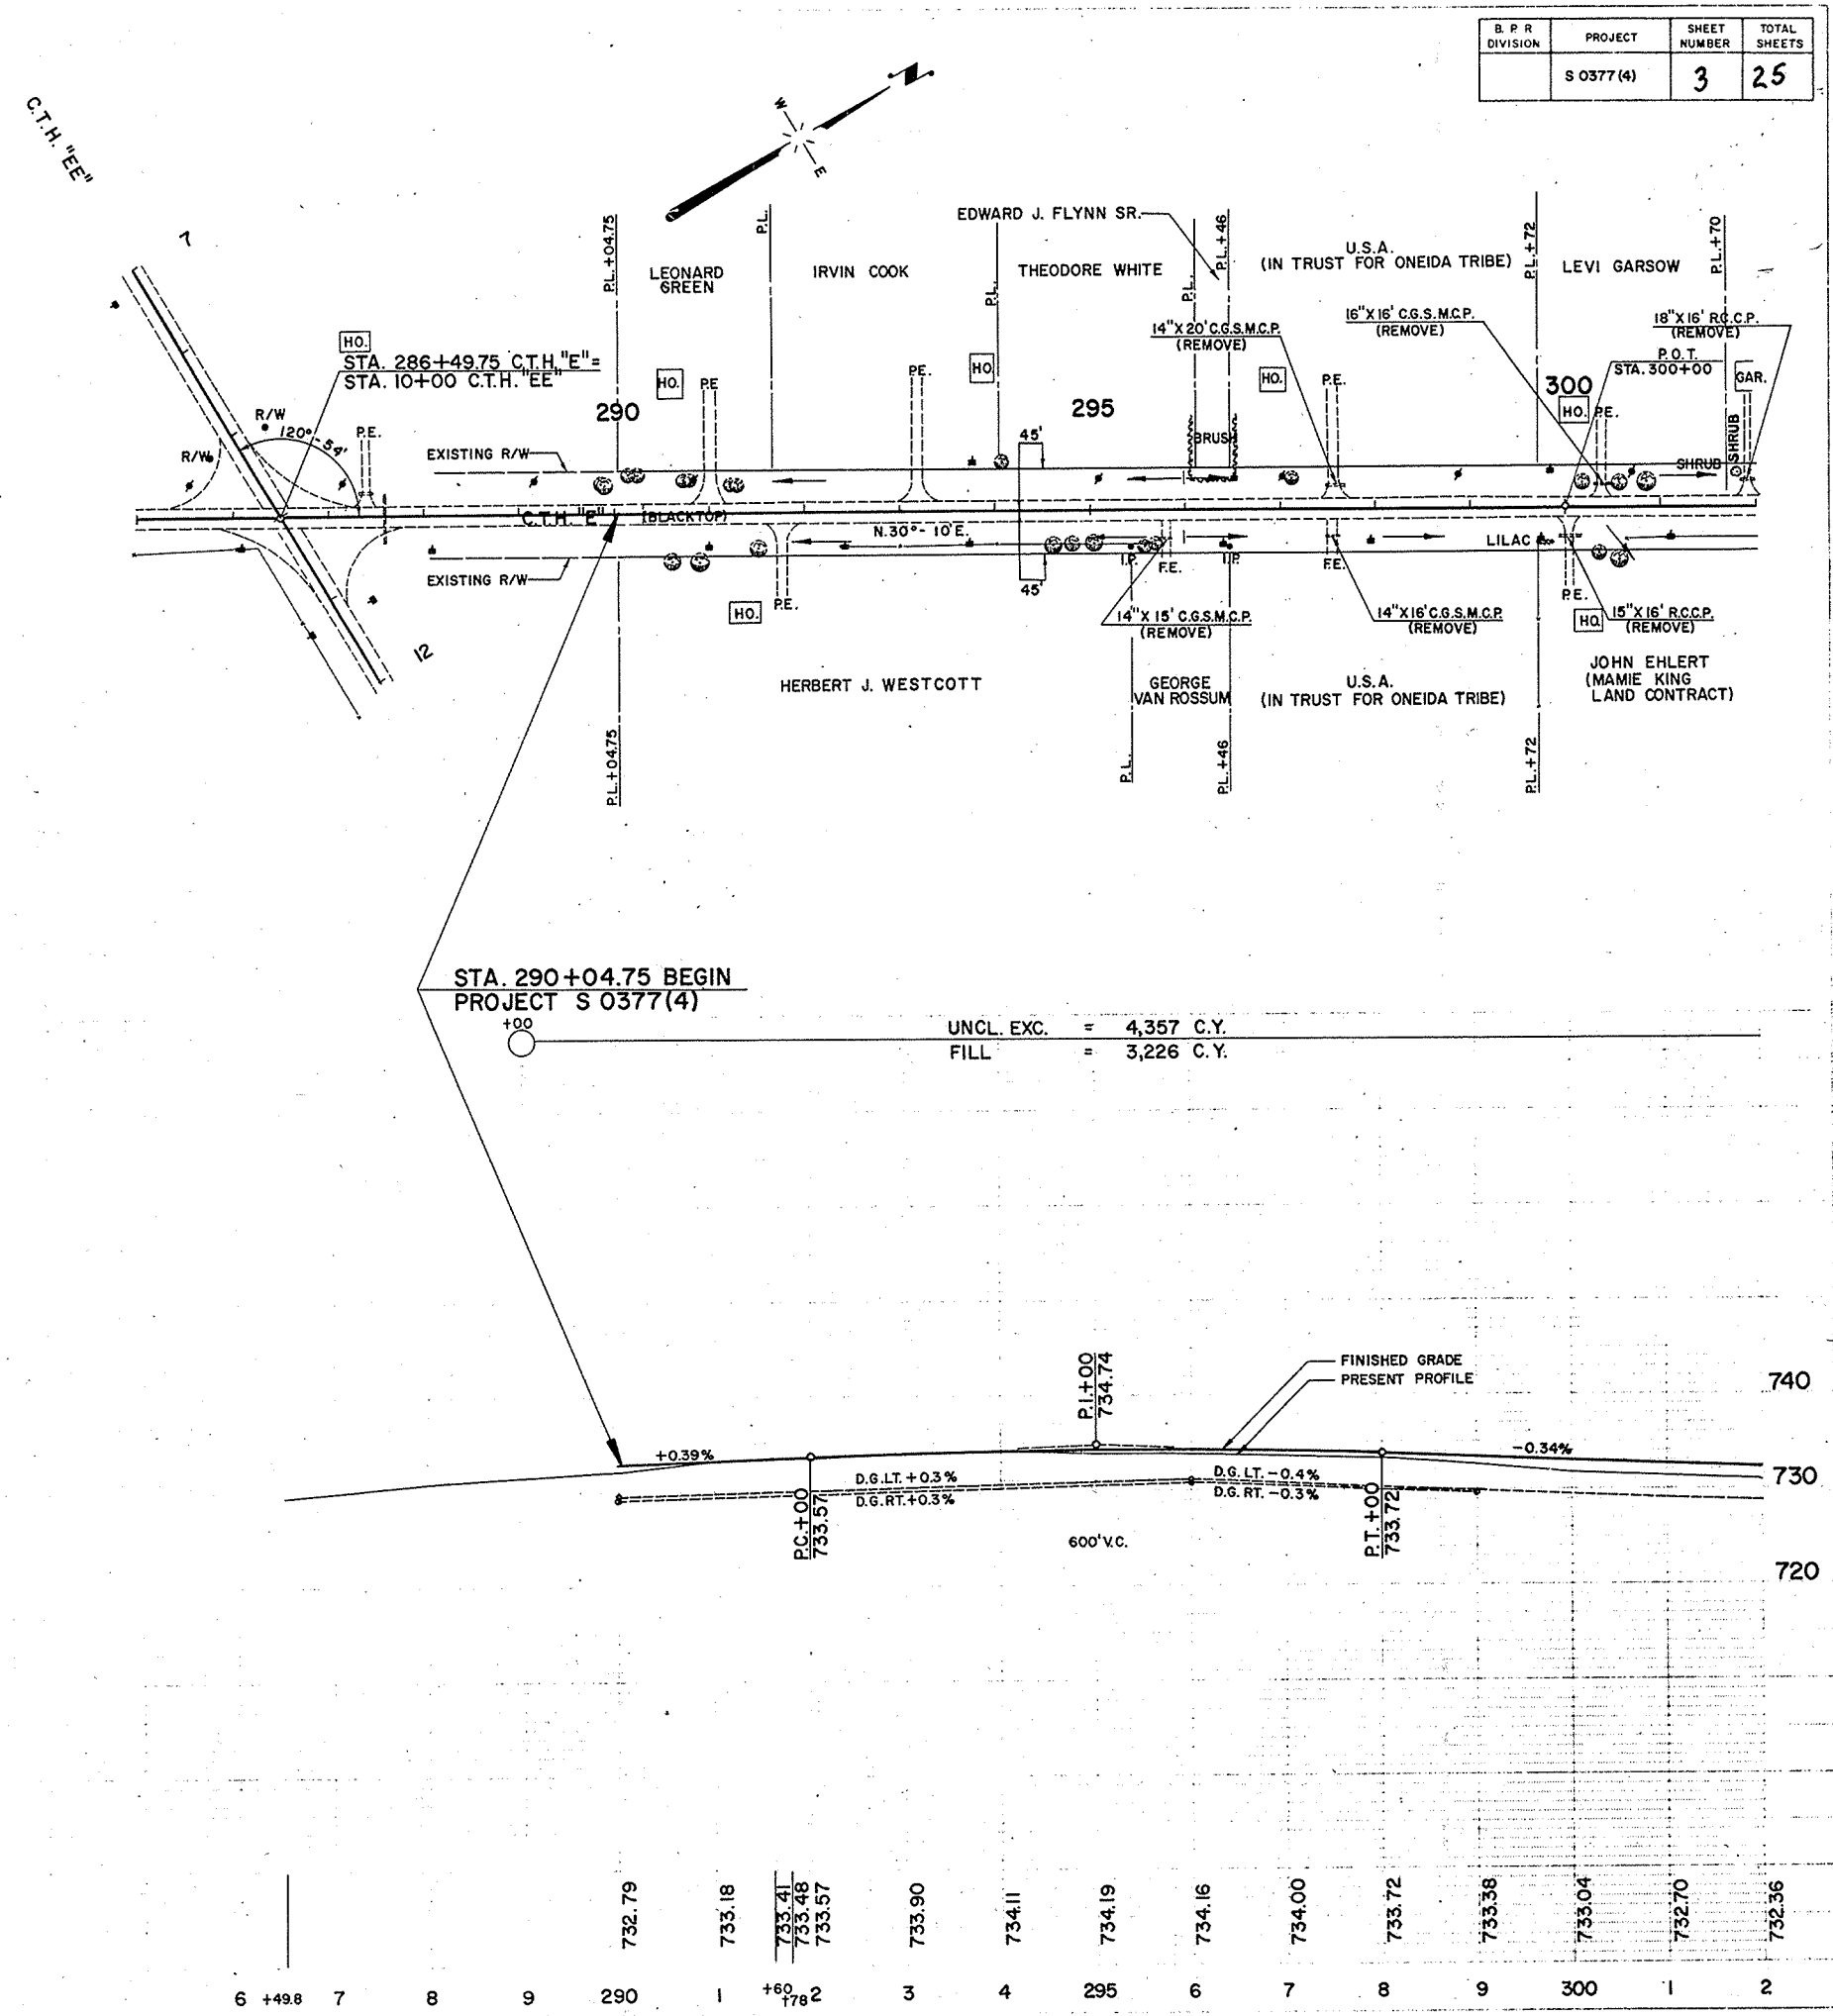 B. P. R DIVISION
PROJECT
SHEET NUMBER
TOTAL SHEETS
S 0377 (4)
3
25
C.T.H. "EE"
N
W
E
7
12
P.L. +04.75
LEONARD
GREEN
P.L.
IRVIN COOK
P.L.
EDWARD J. FLYNN SR.
THEODORE WHITE
P.L.
P.L. +46
U.S.A.
(IN TRUST FOR ONEIDA TRIBE)
P.L. +72
LEVI GARSOW
P.L. +70
14"X 20' C.G.S.M.C.P.
(REMOVE)
16"X16' C.G.S.M.C.P.
(REMOVE)
18"X16' R.C.C.P.
(REMOVE)
P.O.T.
STA. 300+00
GAR.
HO.
STA. 286+49.75 C.T.H. "E" =
STA. 10+00 C.T.H. "EE"
HO.
P.E
P.E.
HO.
HO.
P.E.
HO.
P.E.
290
295
300
R/W
R/W
120°-54'
P.E.
EXISTING R/W
45'
BRUSH
SHRUB
SHRUB
C.T.H. "E"
(BLACKTOP)
N.30°- 10'E.
LILAC
EXISTING R/W
45'
HO.
P.E.
I.P.
F.E.
I.P.
F.E.
P.E.
HO.
14"X 15' C.G.S.M.C.P.
(REMOVE)
14"X16' C.G.S.M.C.P.
(REMOVE)
15"X16' R.C.C.P.
(REMOVE)
HERBERT J. WESTCOTT
GEORGE
VAN ROSSUM
U.S.A.
(IN TRUST FOR ONEIDA TRIBE)
JOHN EHLERT
(MAMIE KING
LAND CONTRACT)
P.L. +04.75
P.L.
P.L. +46
P.L. +72
STA. 290+04.75 BEGIN
PROJECT S 0377(4)
+00
UNCL. EXC. = 4,357 C.Y.
FILL = 3,226 C.Y.
P.I. +00
734.74
FINISHED GRADE
PRESENT PROFILE
740
730
720
+0.39%
-0.34%
D.G. LT. +0.3%
D.G. RT. +0.3%
D.G. LT. -0.4%
D.G. RT. -0.3%
P.C. +00
733.57
600' V.C.
P.T. +00
733.72
732.79
733.18
733.41
733.48
733.57
733.90
734.11
734.19
734.16
734.00
733.72
733.38
733.04
732.70
732.36
6 +49.8 7 8 9 290 1 +60 +78 2 3 4 295 6 7 8 9 300 1 2